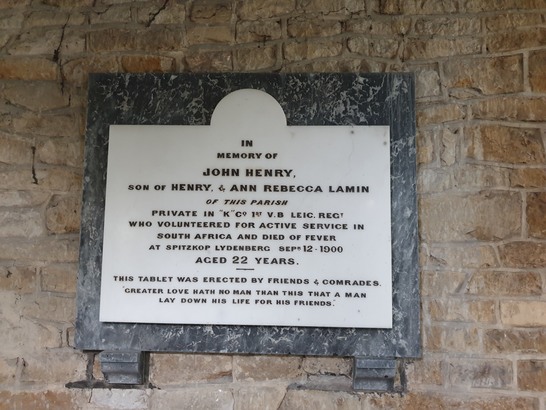 IN
MEMORY OF
JOHN HENRY,
SON OF HENRY, & ANN REBECCA LAMIN
OF THIS PARISH
PRIVATE IN "K" Co 1st V.B LEIC. REGT
WHO VOLUNTEERED FOR ACTIVE SERVICE IN
SOUTH AFRICA AND DIED OF FEVER
AT SPITZKOP LYDENBERG SEPR 12-1900
AGED 22 YEARS.
THIS TABLET WAS ERECTED BY FRIENDS & COMRADES.
"GREATER LOVE HATH NO MAN THAN THIS THAT A MAN
LAY DOWN HIS LIFE FOR HIS FRIENDS."